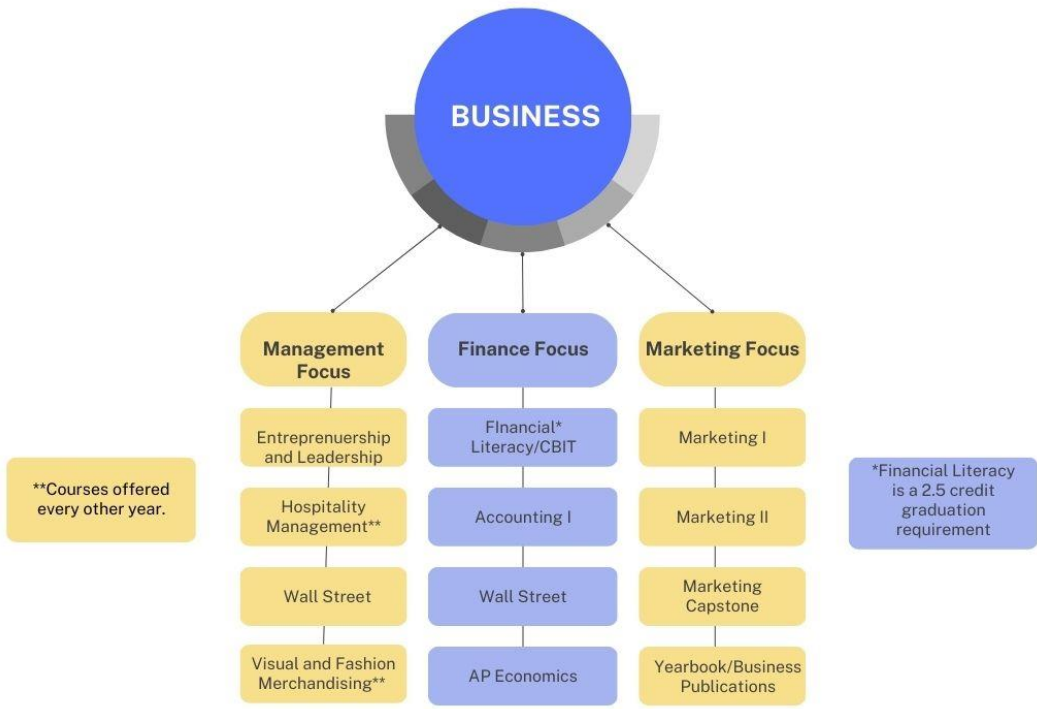 BUSINESS
Management
Focus
Finance Focus
Marketing Focus
Entreprenuership
and Leadership
FInancial*
Literacy/CBIT
Marketing I
**Courses offered
every other year.
Hospitality
Management**
Accounting I
Marketing II
*Financial Literacy
is a 2.5 credit
graduation
requirement
Wall Street
Wall Street
Marketing
Capstone
Visual and Fashion
Merchandising**
AP Economics
Yearbook/Business
Publications